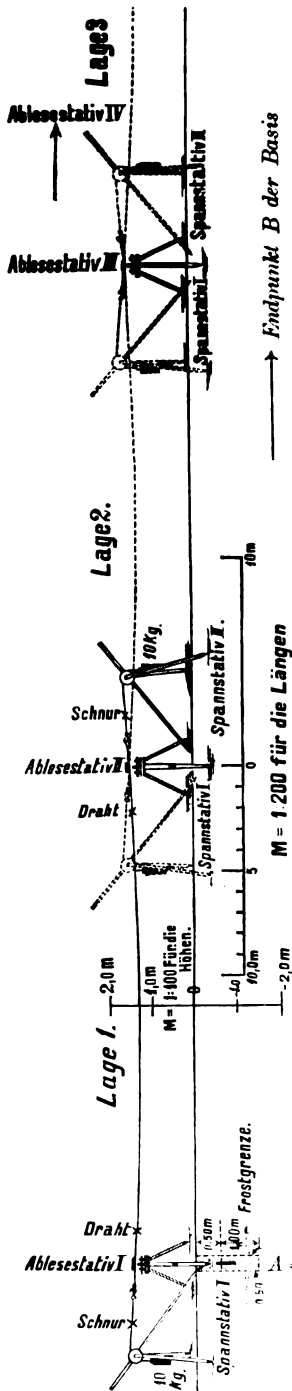 Lage 1.
Lage 2.
Lage 3
Ablesestativ IV
Schnur
Ablesestativ I
Draht
10
Kg.
Spannstativ I
0.50m
1.00m
0.50
Frostgrenze.
A
2,0 m
1,0m
0
-2,0m
M = 1:100 Für die
Höhen.
Draht
Ablesestativ II
Schnur
10 Kg.
Spannstativ I
Spannstativ II.
10,0m
5
0
10m
M = 1:200 für die Längen
Ablesestativ III
Spannstativ I
Spannstativ II
Endpunkt B der Basis